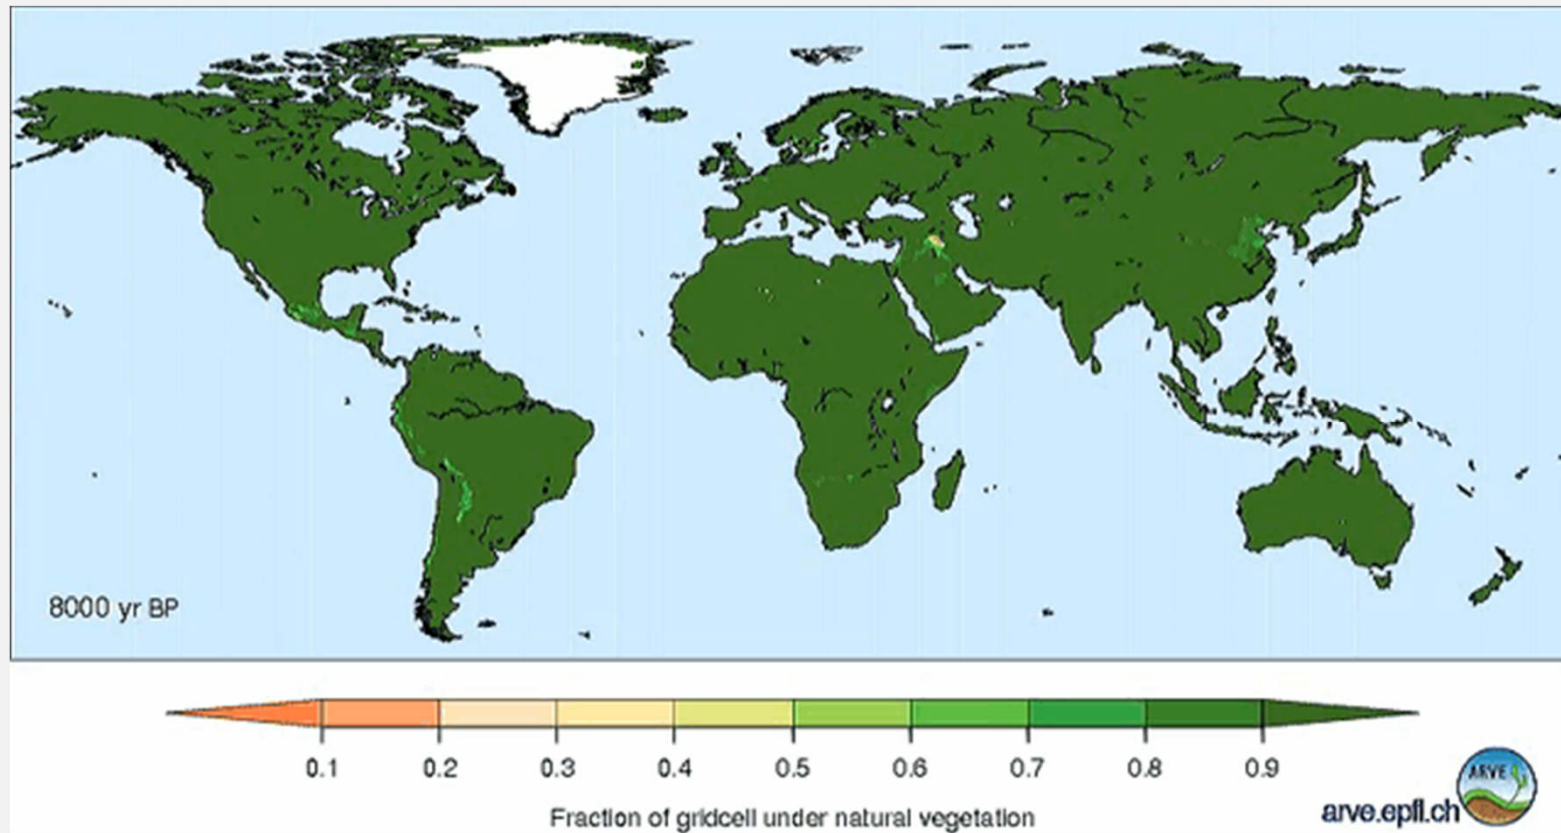 8000 yr BP
0.1 0.2 0.3 0.4 0.5 0.6 0.7 0.8 0.9
Fraction of gridcell under natural vegetation
ARVE
arve.epfl.ch